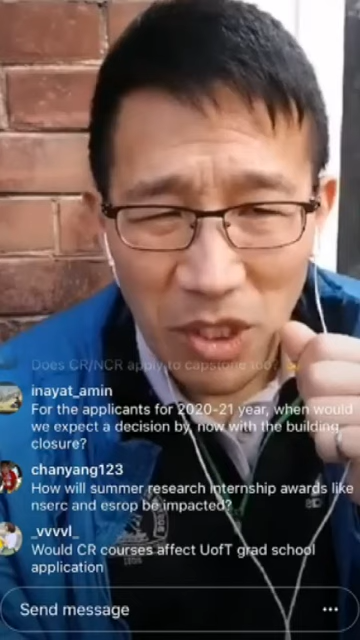 Does CR/NCR apply to capstone too?
inayat_amin
For the applicants for 2020-21 year, when would
we expect a decision by, now with the building
closure?
chanyang123
How will summer research internship awards like
nserc and esrop be impacted?
_vvvvl_
Would CR courses affect UofT grad school
application
Send message